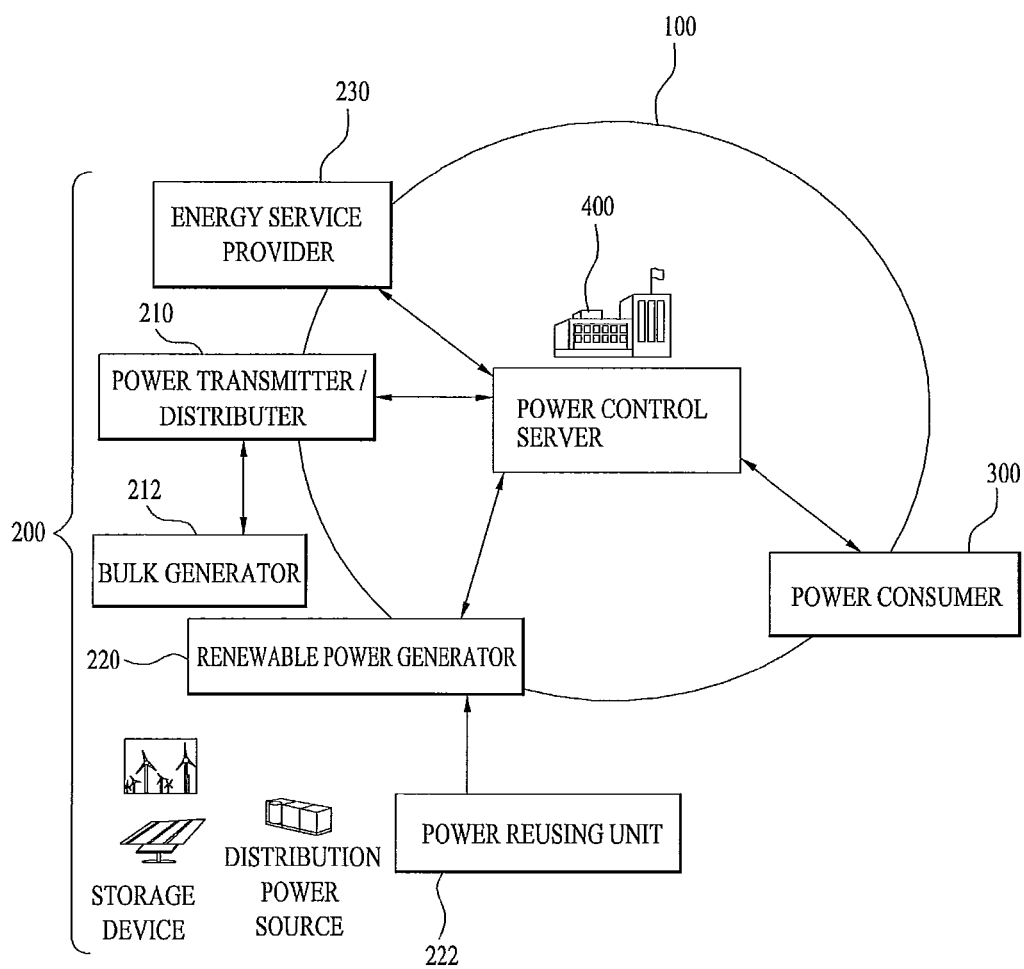 100
230
ENERGY SERVICE
PROVIDER
400
210
POWER TRANSMITTER /
DISTRIBUTER
POWER CONTROL
SERVER
300
212
200
BULK GENERATOR
POWER CONSUMER
220
RENEWABLE POWER GENERATOR
POWER REUSING UNIT
DISTRIBUTION
POWER
SOURCE
STORAGE
DEVICE
222